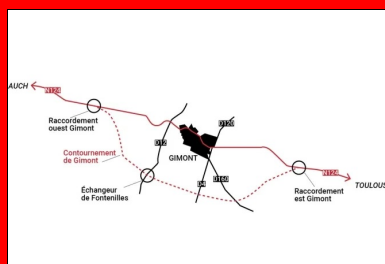 AUCH
N124
Raccordement
ouest Gimont
D120
Contournement
de Gimont
D12
GIMONT
Échangeur
de Fontenilles
D4
D160
N124
TOULOUS
Raccordement
est Gimont